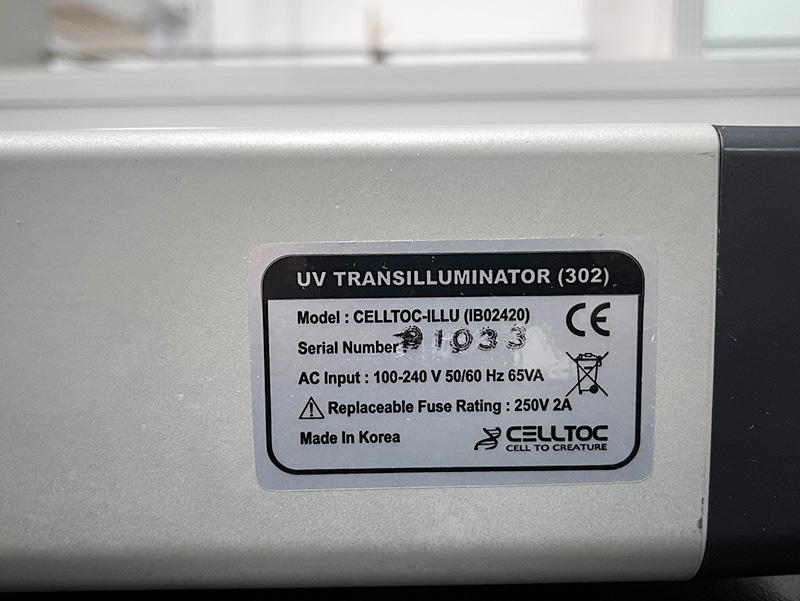 UV TRANSILLUMINATOR (302)
Model : CELLTOC-ILLU (IB02420)
CE
Serial Number :
AC Input : 100-240 V 50/60 Hz 65VA
Replaceable Fuse Rating : 250V 2A
Made In Korea
CELLTOC
CELL TO CREATURE